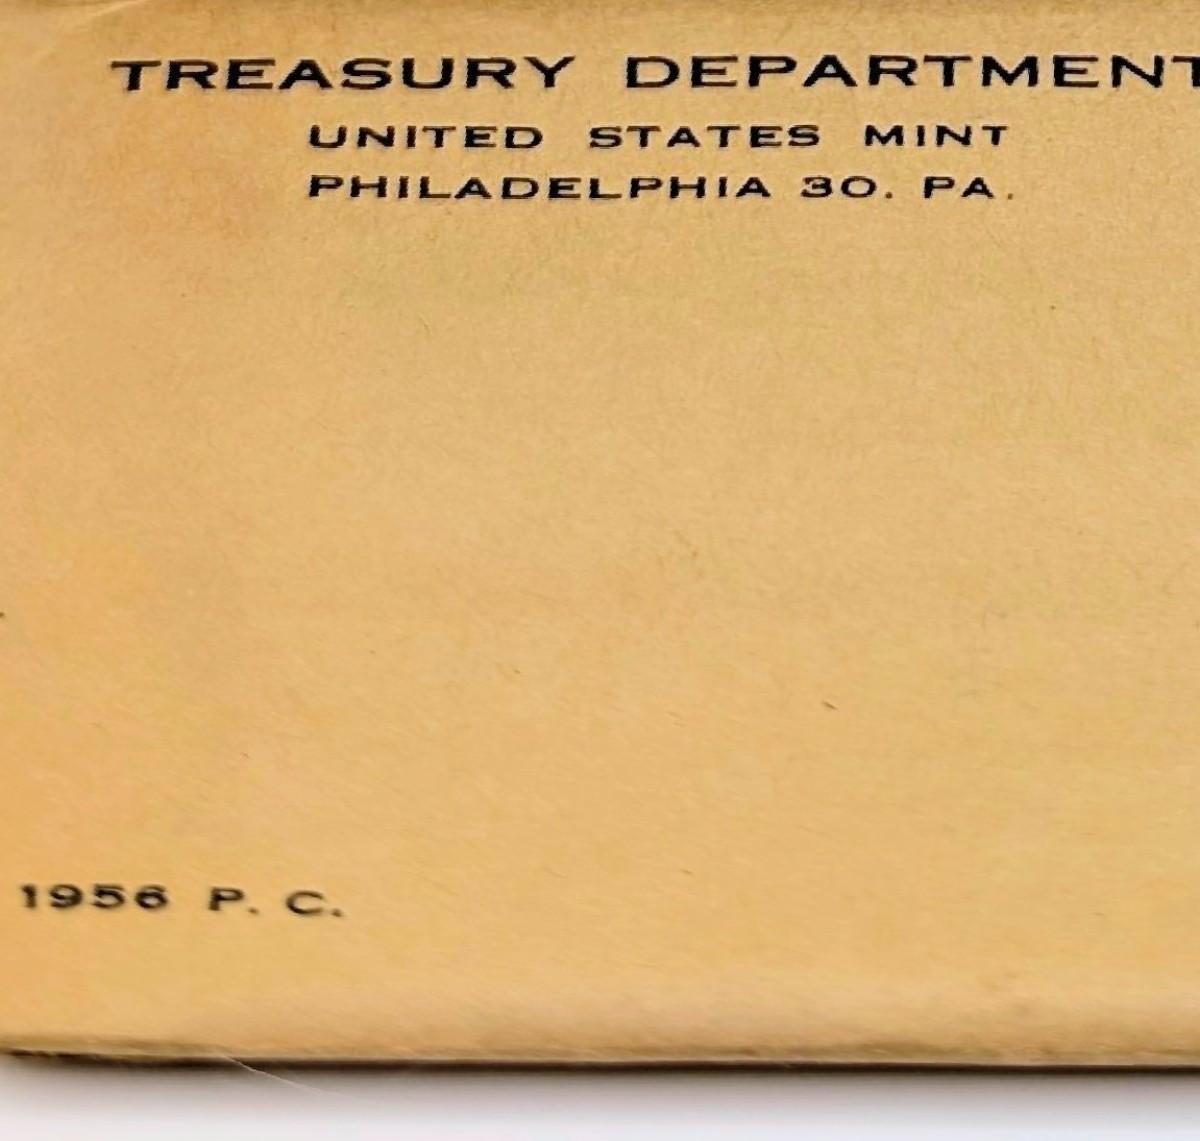 TREASURY DEPARTMENT
UNITED STATES MINT
PHILADELPHIA 30. PA.
1956 P. C.